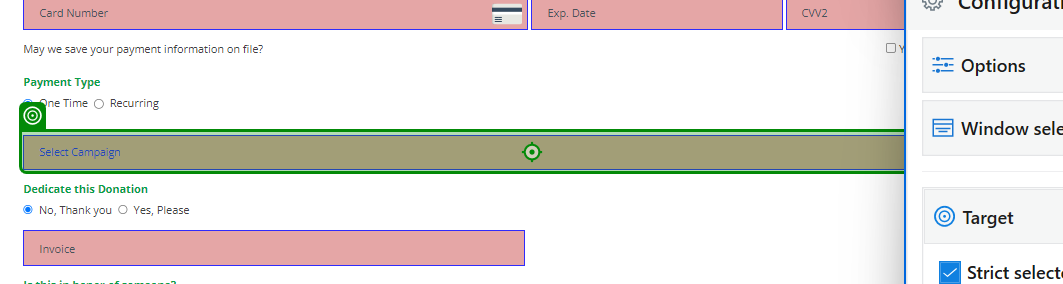 Card Number
Exp. Date
CVV2
May we save your payment information on file?
Payment Type
One Time
Recurring
Select Campaign
Dedicate this Donation
No, Thank you
Yes, Please
Invoice
Is this in honor of someone?
Configurati
Options
Window sele
Target
Strict selecto